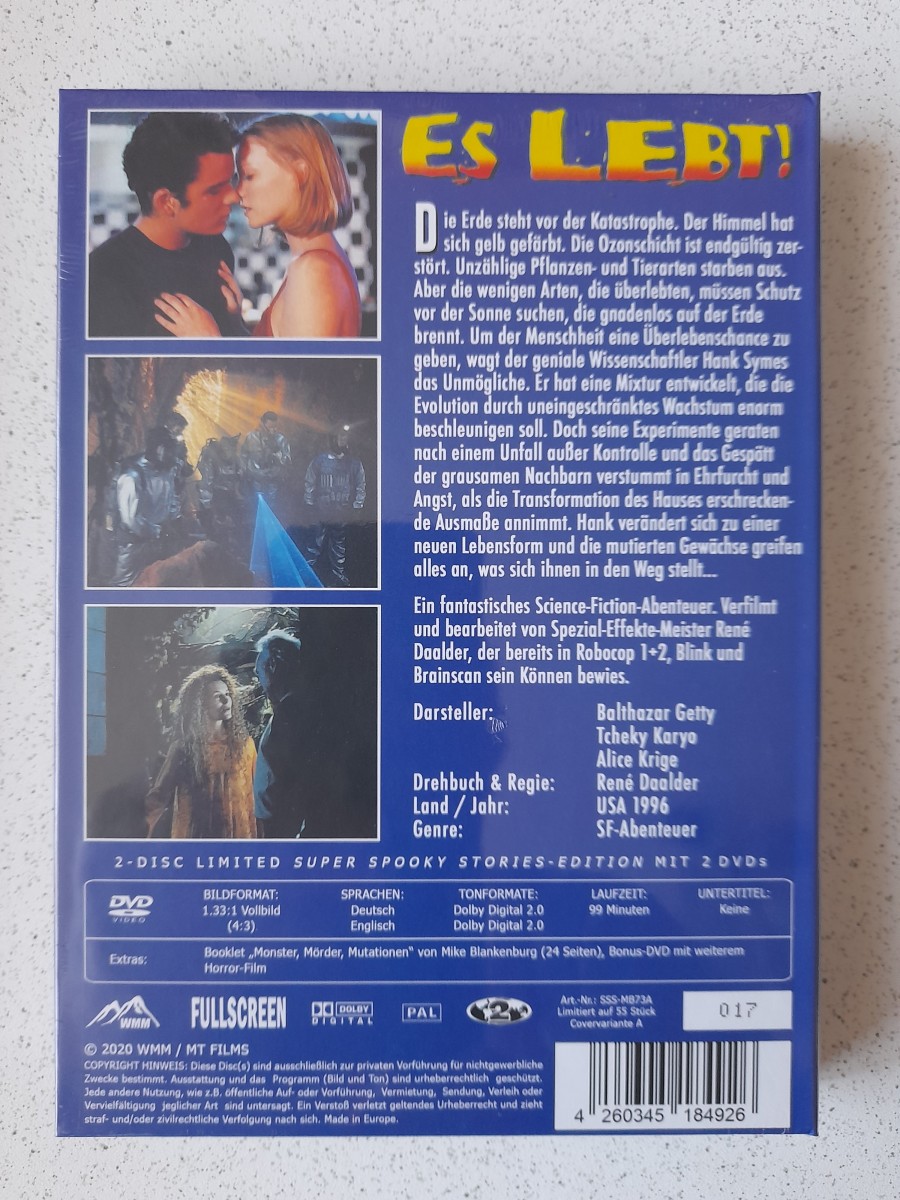 ES LEBT!
Die Erde steht vor der Katastrophe. Der Himmel hat
sich gelb gefärbt. Die Ozonschicht ist endgültig zer-
stört. Unzählige Pflanzen- und Tierarten starben aus.
Aber die wenigen Arten, die überlebten, müssen Schutz
vor der Sonne suchen, die gnadenlos auf der Erde
brennt. Um der Menschheit eine Überlebenschance zu
geben, wagt der geniale Wissenschaftler Hank Symes
das Unmögliche. Er hat eine Mixtur entwickelt, die die
Evolution durch uneingeschränktes Wachstum enorm
beschleunigen soll. Doch seine Experimente geraten
nach einem Unfall außer Kontrolle und das Gespött
der grausamen Nachbarn verstummt in Ehrfurcht und
Angst, als die Transformation des Hauses erschrecken-
de Ausmaße annimmt. Hank verändert sich zu einer
neuen Lebensform und die mutierten Gewächse greifen
alles an, was sich ihnen in den Weg stellt...
Ein fantastisches Science-Fiction-Abenteuer. Verfilmt
und bearbeitet von Spezial-Effekte-Meister René
Daalder, der bereits in Robocop 1+2, Blink und
Brainscan sein Können bewies.
Darsteller: Balthazar Getty
Tcheky Karyo
Alice Krige
Drehbuch & Regie: René Daalder
Land / Jahr: USA 1996
Genre: SF-Abenteuer
2-DISC LIMITED SUPER SPOOKY STORIES-EDITION MIT 2 DVDs
DVD VIDEO
BILDFORMAT: SPRACHEN: TONFORMATE: LAUFZEIT: UNTERTITEL:
1.33:1 Vollbild Deutsch Dolby Digital 2.0 99 Minuten Keine
(4:3) Englisch Dolby Digital 2.0
Extras: Booklet „Monster, Mörder, Mutationen" von Mike Blankenburg (24 Seiten), Bonus-DVD mit weiterem
Horror-Film
WMM FULLSCREEN DOLBY DIGITAL PAL 2
Art.-Nr.: SSS-MB73A
Limitiert auf 55 Stück
Covervariante A
017
© 2020 WMM / MT FILMS
COPYRIGHT HINWEIS: Diese Disc(s) sind ausschließlich zur privaten Vorführung für nichtgewerbliche
Zwecke bestimmt. Ausstattung und das Programm (Bild und Ton) sind urheberrechtlich geschützt.
Jede andere Nutzung, wie z.B. öffentliche Auf- oder Vorführung, Vermietung, Sendung, Verleih oder
Vervielfältigung jeglicher Art sind untersagt. Ein Verstoß verletzt geltendes Urheberrecht und zieht
straf- und/oder zivilrechtliche Verfolgung nach sich. Made in Europe.
4 260345 184926